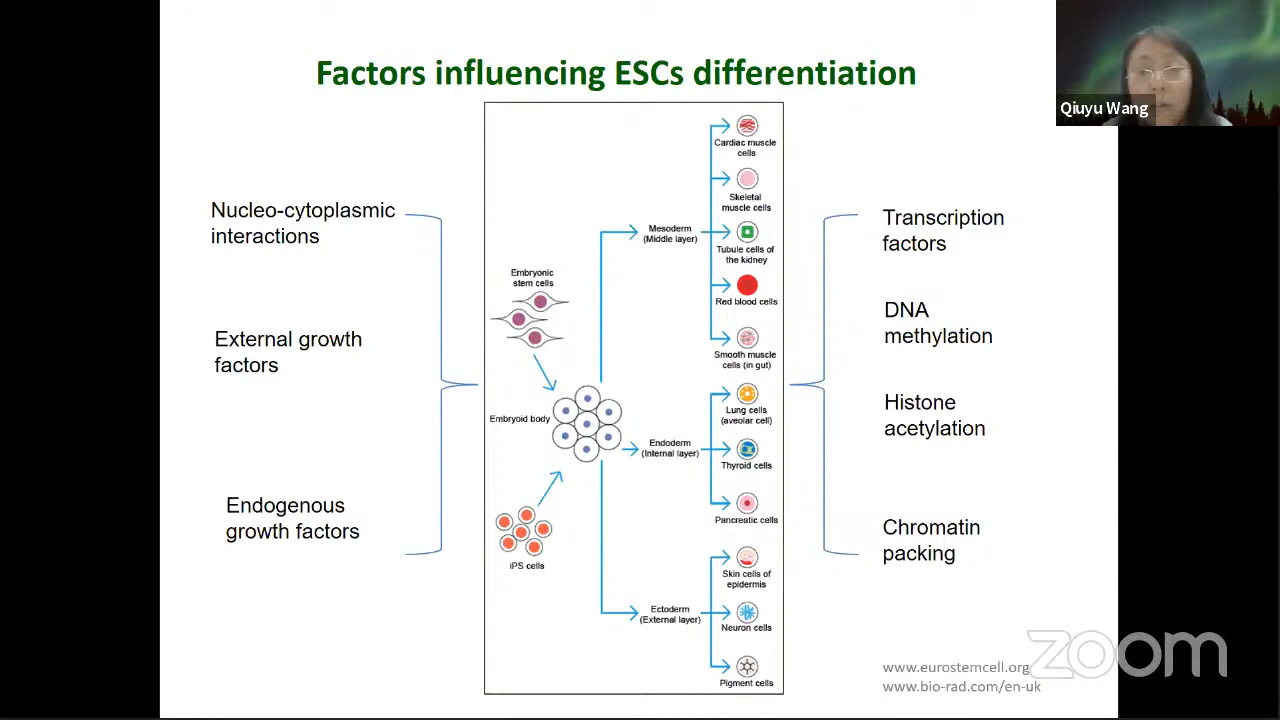 Factors influencing ESCs differentiation
Qiuyu Wang
Nucleo-cytoplasmic
interactions
External growth
factors
Endogenous
growth factors
Embryonic
stem cells
Embryoid body
iPS cells
Mesoderm
(Middle layer)
Endoderm
(Internal layer)
Ectoderm
(External layer)
Cardiac muscle
cells
Skeletal
muscle cells
Tubule cells of
the kidney
Red blood cells
Smooth muscle
cells (in gut)
Lung cells
(aveolar cell)
Thyroid cells
Pancreatic cells
Skin cells of
epidermis
Neuron cells
Pigment cells
Transcription
factors
DNA
methylation
Histone
acetylation
Chromatin
packing
www.eurostemcell.org
www.bio-rad.com/en-uk
zoom